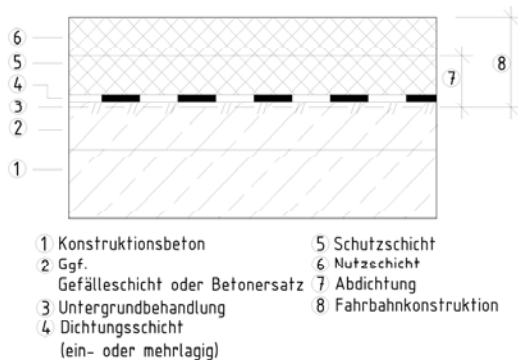 ⑥
⑤
④
③
②
①
⑦
⑧
① Konstruktionsbeton
② Ggf.
Gefälleschicht oder Betonersatz
③ Untergrundbehandlung
④ Dichtungsschicht
(ein- oder mehrlagig)
⑤ Schutzschicht
⑥ Nutzschicht
⑦ Abdichtung
⑧ Fahrbahnkonstruktion